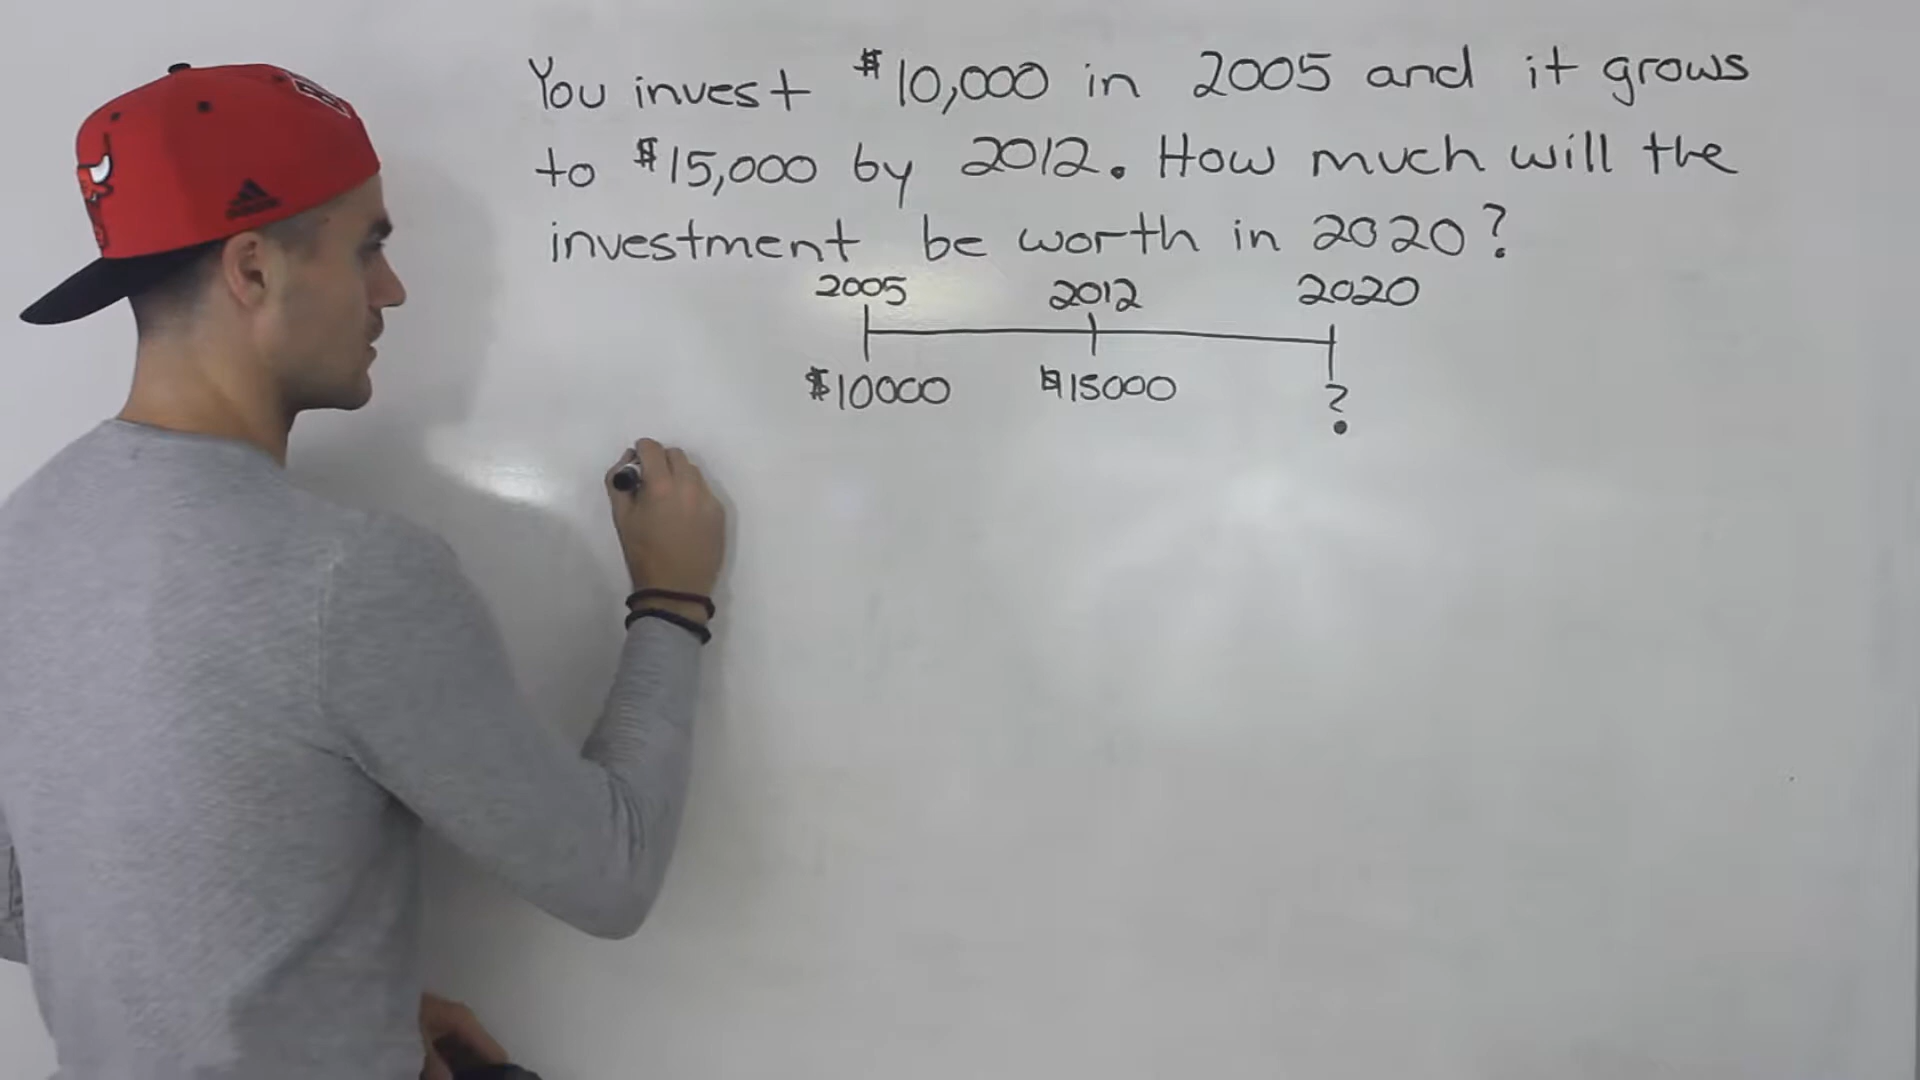 You invest $10,000 in 2005 and it grows
to $15,000 by 2012. How much will the
investment be worth in 2020?
2005 2012 2020
$10000 $15000 ?